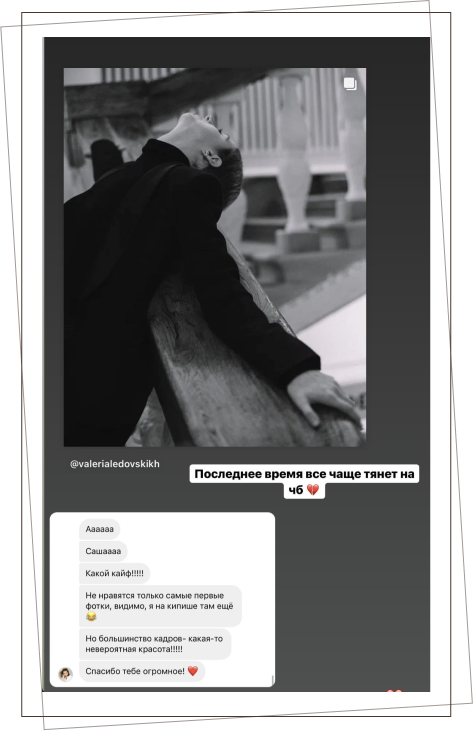 @valerialedovskikh
Последнее время все чаще тянет на
чб 💔
Аааааа
Сашаааа
Какой кайф!!!!!
Не нравятся только самые первые
фотки, видимо, я на кипише там ещё
😂
Но большинство кадров- какая-то
невероятная красота!!!!!
Спасибо тебе огромное! ❤️